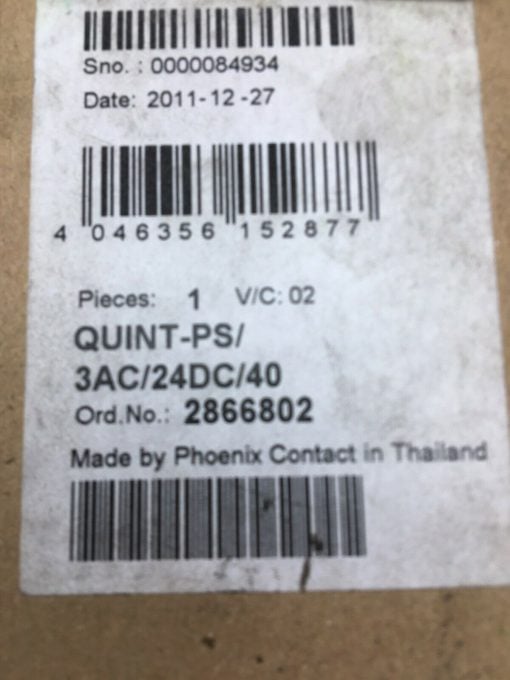 Sno. : 0000084934
Date: 2011-12-27
4 046356 152877
Pieces: 1 V/C: 02
QUINT-PS/
3AC/24DC/40
Ord.No.: 2866802
Made by Phoenix Contact in Thailand